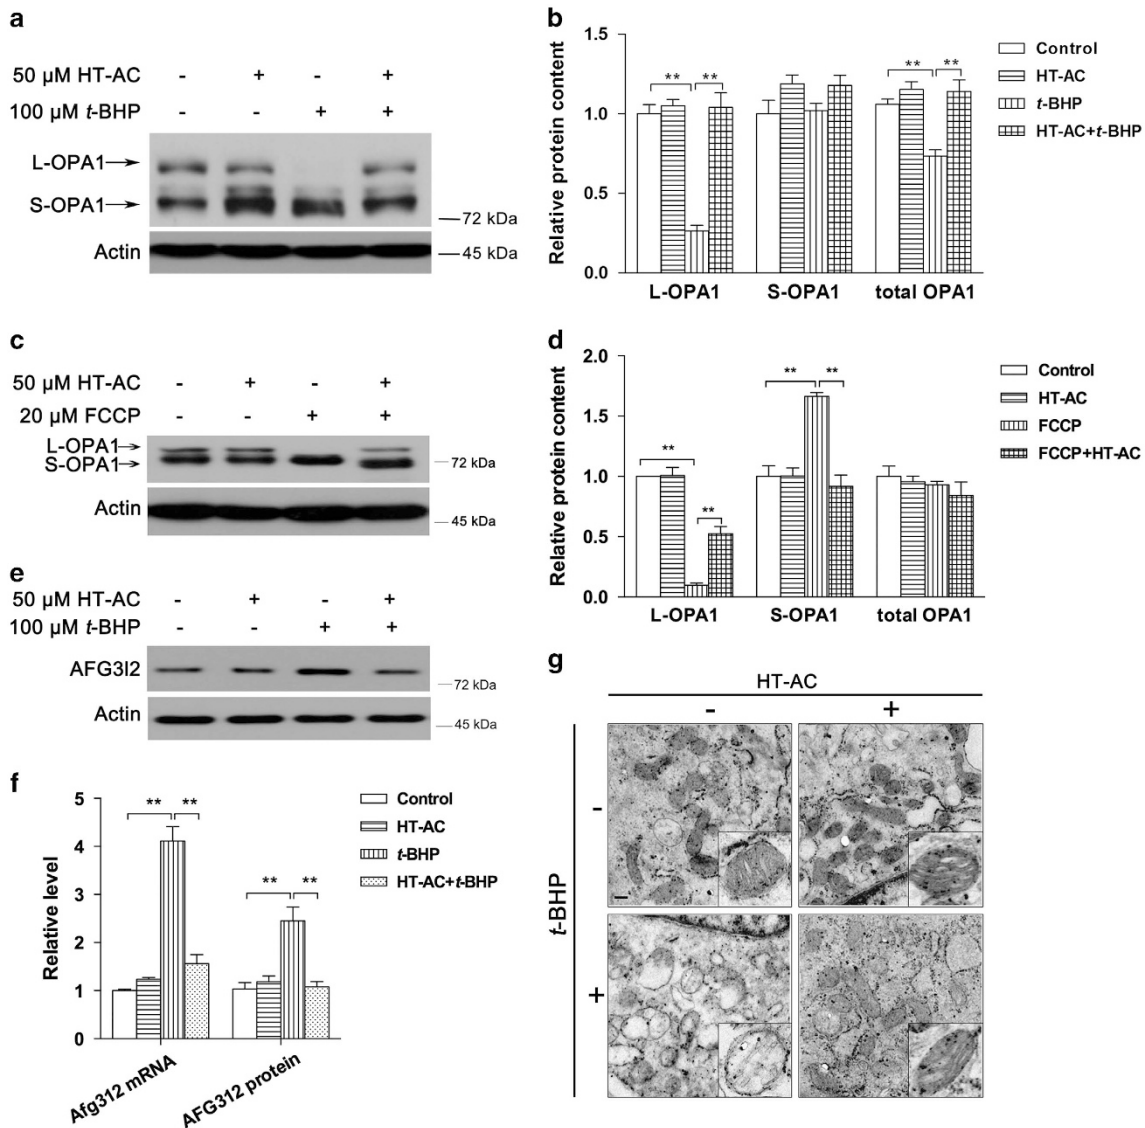 a
50 µM HT-AC - + - +
100 µM t-BHP - - + +
L-OPA1
S-OPA1
72 kDa
Actin
45 kDa
b
Relative protein content
1.5
1.0
0.5
0.0
** ** ** **
L-OPA1 S-OPA1 total OPA1
Control
HT-AC
t-BHP
HT-AC+t-BHP
c
50 µM HT-AC - + - +
20 µM FCCP - - + +
L-OPA1
S-OPA1
72 kDa
Actin
45 kDa
d
Relative protein content
2.0
1.5
1.0
0.5
0.0
** ** ** **
L-OPA1 S-OPA1 total OPA1
Control
HT-AC
FCCP
FCCP+HT-AC
e
50 µM HT-AC - + - +
100 µM t-BHP - - + +
AFG3l2
72 kDa
Actin
45 kDa
f
Relative level
5
4
3
2
1
0
** ** ** **
Afg312 mRNA AFG312 protein
Control
HT-AC
t-BHP
HT-AC+t-BHP
g
HT-AC
- +
t-BHP
-
+